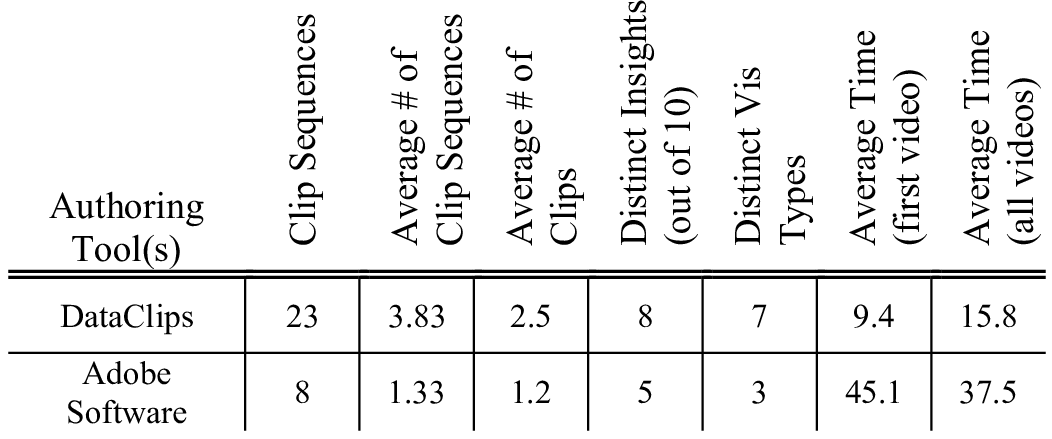 Authoring
Tool(s)
Clip Sequences
Average # of
Clip Sequences
Average # of
Clips
Distinct Insights
(out of 10)
Distinct Vis
Types
Average Time
(first video)
Average Time
(all videos)
DataClips 23 3.83 2.5 8 7 9.4 15.8
Adobe
Software 8 1.33 1.2 5 3 45.1 37.5